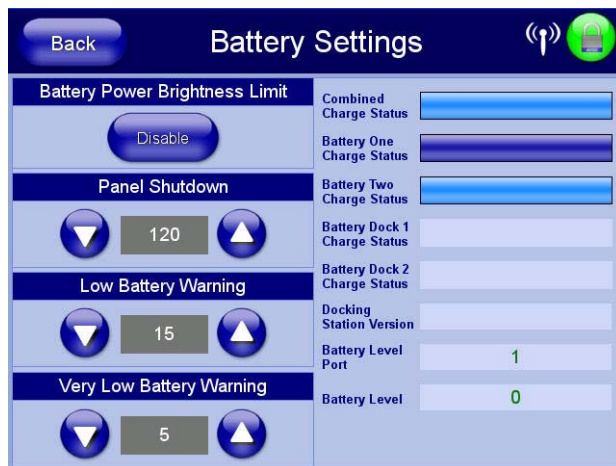 Back
Battery Settings
Battery Power Brightness Limit
Disable
Panel Shutdown
120
Low Battery Warning
15
Very Low Battery Warning
5
Combined
Charge Status
Battery One
Charge Status
Battery Two
Charge Status
Battery Dock 1
Charge Status
Battery Dock 2
Charge Status
Docking
Station Version
Battery Level
Port
1
Battery Level
0